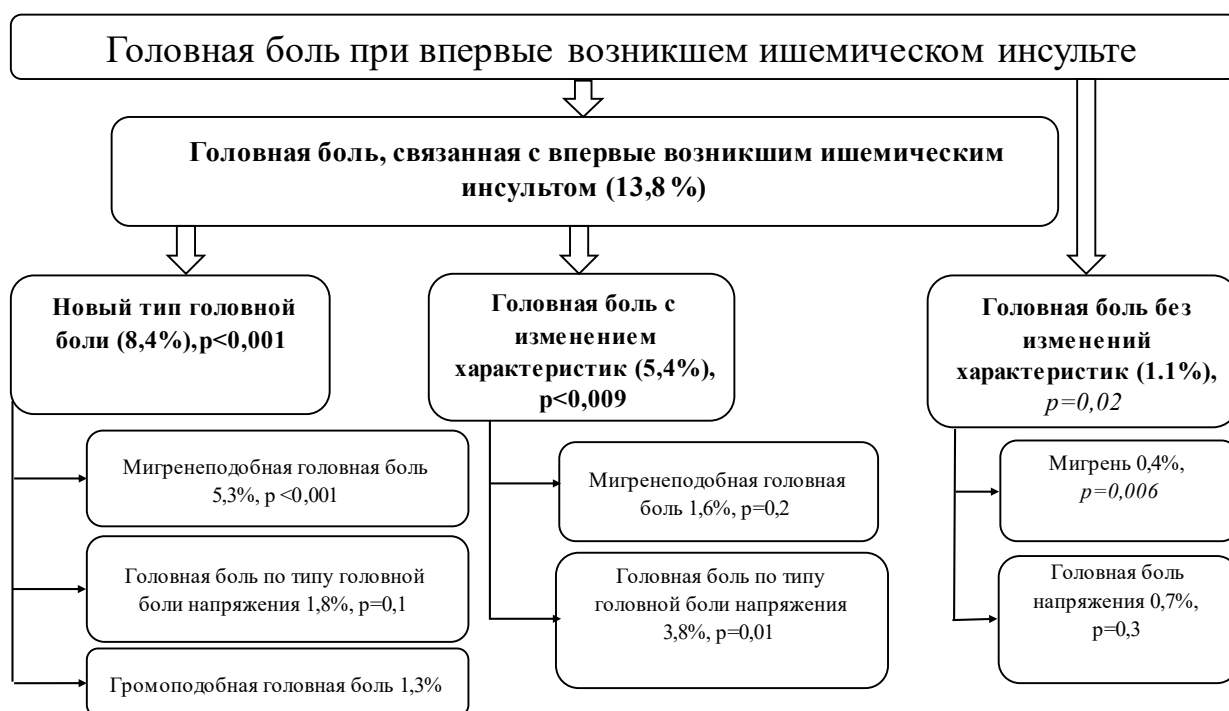 Головная боль при впервые возникшем ишемическом инсульте
Головная боль, связанная с впервые возникшим ишемическим
инсультом (13,8 %)
Новый тип головной
боли (8,4%), p<0,001
Мигренеподобная головная боль
5,3%, p <0,001
Головная боль по типу головной
боли напряжения 1,8%, p=0,1
Громоподобная головная боль 1,3%
Головная боль с
изменением
характеристик (5,4%),
p<0,009
Мигренеподобная головная
боль 1,6%, p=0,2
Головная боль по типу
головной боли напряжения
3,8%, p=0,01
Головная боль без
изменений
характеристик (1.1%),
p=0,02
Мигрень 0,4%,
p=0,006
Головная боль
напряжения 0,7%,
p=0,3